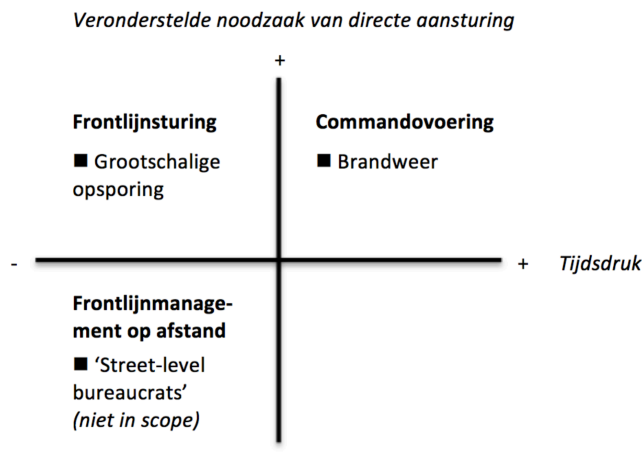 Veronderstelde noodzaak van directe aansturing
+
Frontlijnsturing
■ Grootschalige
opsporing
Commandovoering
■ Brandweer
-
+
Tijdsdruk
Frontlijnmanage-
ment op afstand
■ ‘Street-level
bureaucrats’
(niet in scope)